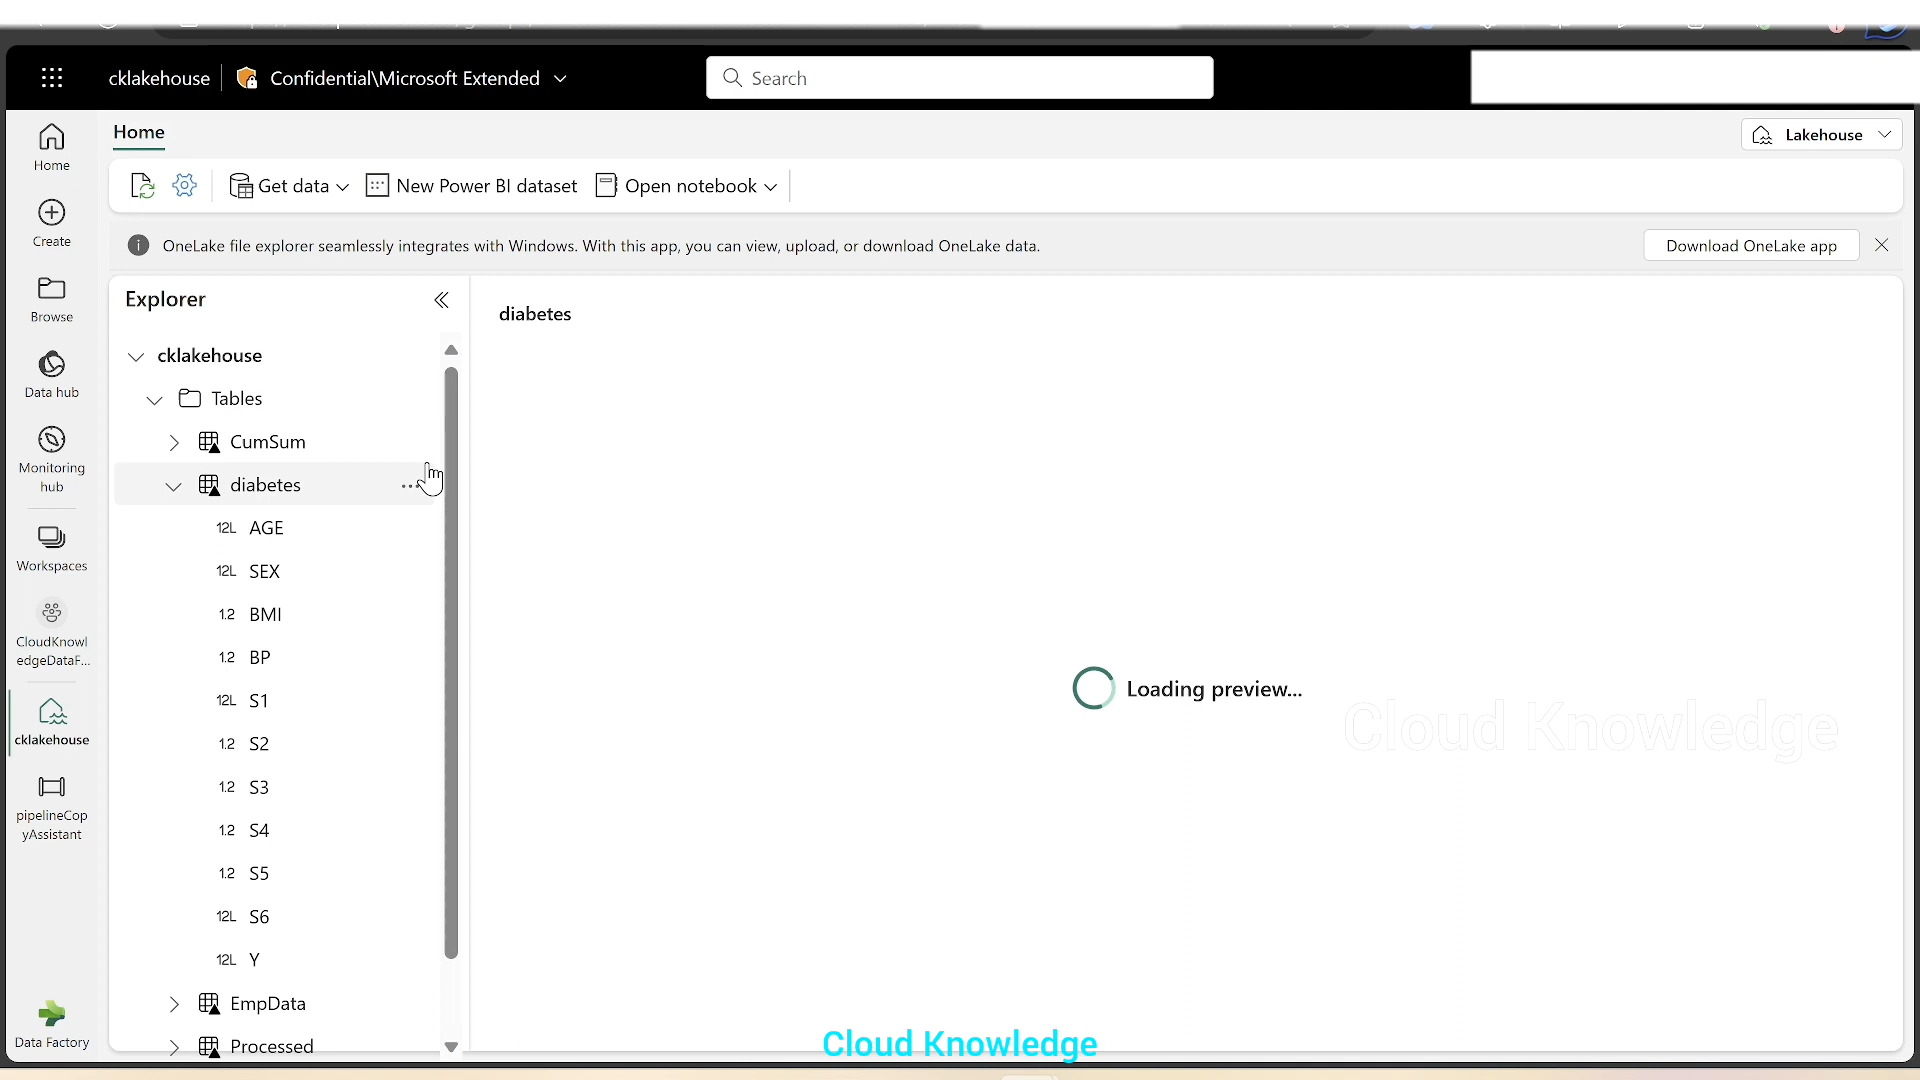 cklakehouse
Confidential\Microsoft Extended
Search
Home
Lakehouse
Get data
New Power BI dataset
Open notebook
OneLake file explorer seamlessly integrates with Windows. With this app, you can view, upload, or download OneLake data.
Download OneLake app
Home
Create
Browse
Data hub
Monitoring
hub
Workspaces
CloudKnowl
edgeDataF...
cklakehouse
pipelineCop
yAssistant
Data Factory
Explorer
cklakehouse
Tables
CumSum
diabetes
12L AGE
12L SEX
1.2 BMI
1.2 BP
12L S1
1.2 S2
1.2 S3
1.2 S4
1.2 S5
12L S6
12L Y
EmpData
Processed
diabetes
Loading preview...
Cloud Knowledge
Cloud Knowledge